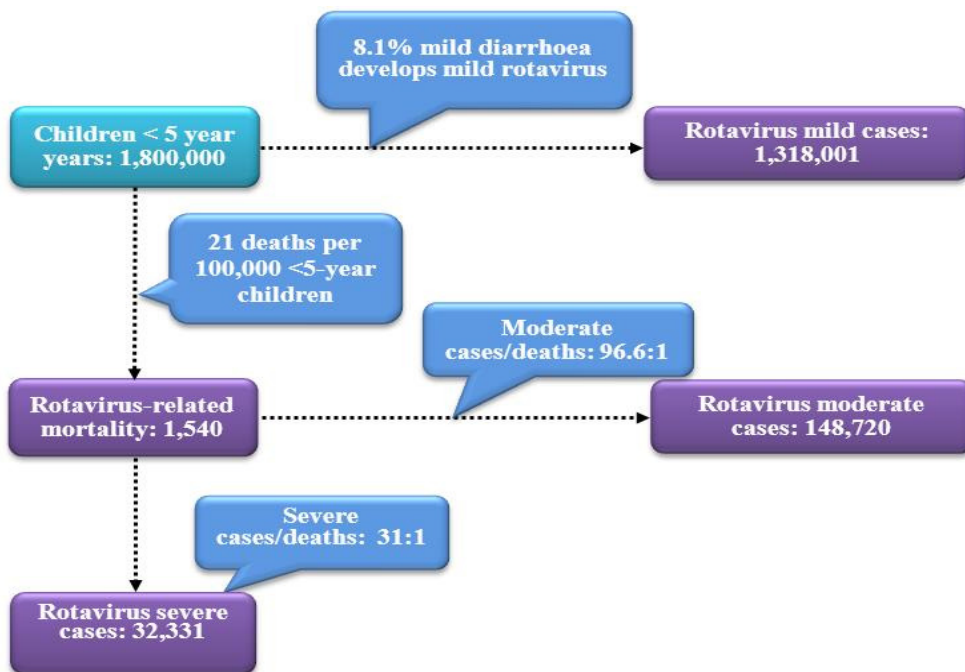 8.1% mild diarrhoea
develops mild rotavirus
Children < 5 year
years: 1,800,000
Rotavirus mild cases:
1,318,001
21 deaths per
100,000 <5-year
children
Moderate
cases/deaths: 96.6:1
Rotavirus-related
mortality: 1,540
Rotavirus moderate
cases: 148,720
Severe
cases/deaths: 31:1
Rotavirus severe
cases: 32,331